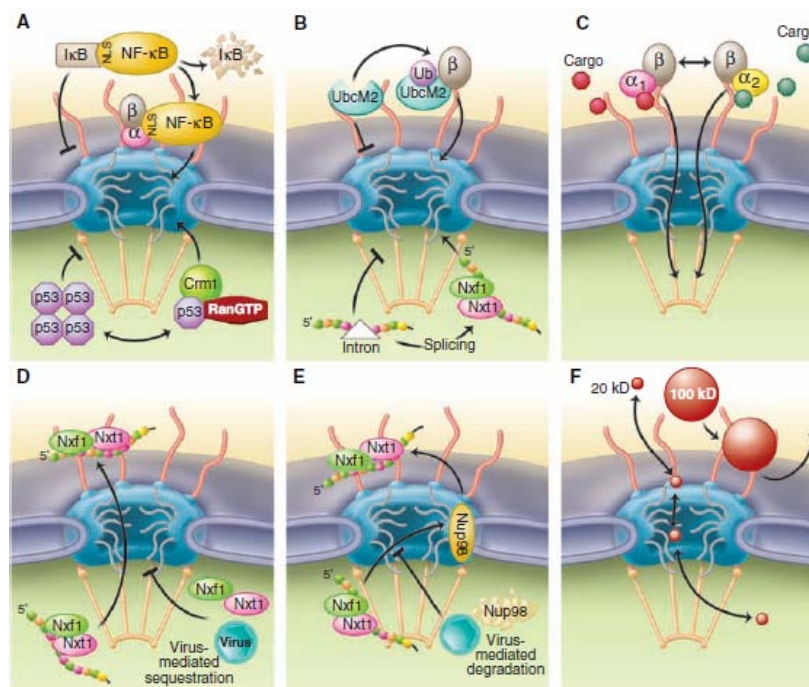 A
IκB
NLS
NF-κB
IκB
β
α
NLS
NF-κB
Crm1
p53 p53
p53 p53
p53
RanGTP
B
Ub
β
UbcM2
UbcM2
5'
Nxf1
Nxt1
5'
Intron
Splicing
C
Cargo
β
β
Cargo
α1
α2
D
Nxf1
Nxt1
5'
Nxf1
Nxt1
5'
Nxf1
Nxt1
Virus
Virus-
mediated
sequestration
E
Nxt1
Nxf1
5'
Nup98
5'
Nxf1
Nxt1
Nup98
Virus-
mediated
degradation
F
20 kD
100 kD